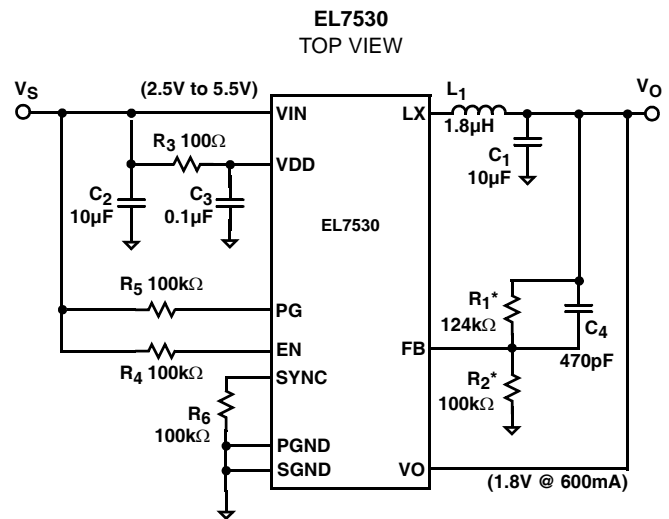 EL7530
TOP VIEW
VS (2.5V to 5.5V)
VIN
LX
L1
1.8µH
VO
R3 100Ω
VDD
C1
10µF
C2
10µF
C3
0.1µF
EL7530
R5 100kΩ
PG
R1*
124kΩ
C4
470pF
EN
FB
R4 100kΩ
SYNC
R2*
100kΩ
R6
100kΩ
PGND
SGND
VO
(1.8V @ 600mA)